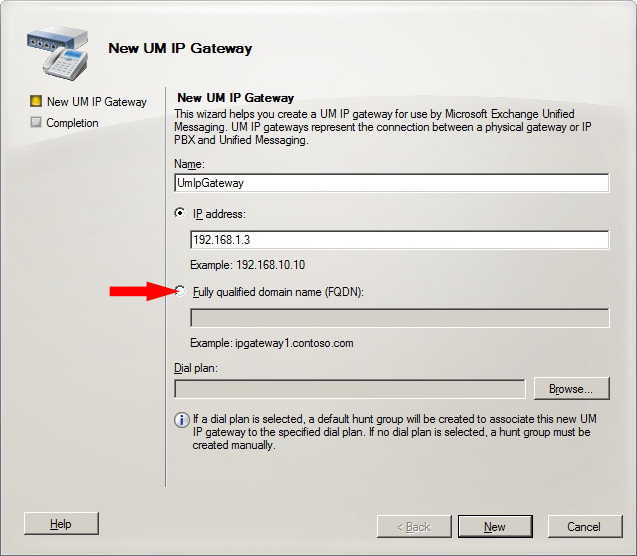 New UM IP Gateway
New UM IP Gateway
Completion
New UM IP Gateway
This wizard helps you create a UM IP gateway for use by Microsoft Exchange Unified
Messaging. UM IP gateways represent the connection between a physical gateway or IP
PBX and Unified Messaging.
Name:
UmIpGateway
IP address:
192.168.1.3
Example: 192.168.10.10
Fully qualified domain name (FQDN):
Example: ipgateway1.contoso.com
Dial plan:
Browse...
If a dial plan is selected, a default hunt group will be created to associate this new UM
IP gateway to the specified dial plan. If no dial plan is selected, a hunt group must be
created manually.
Help
< Back
New
Cancel